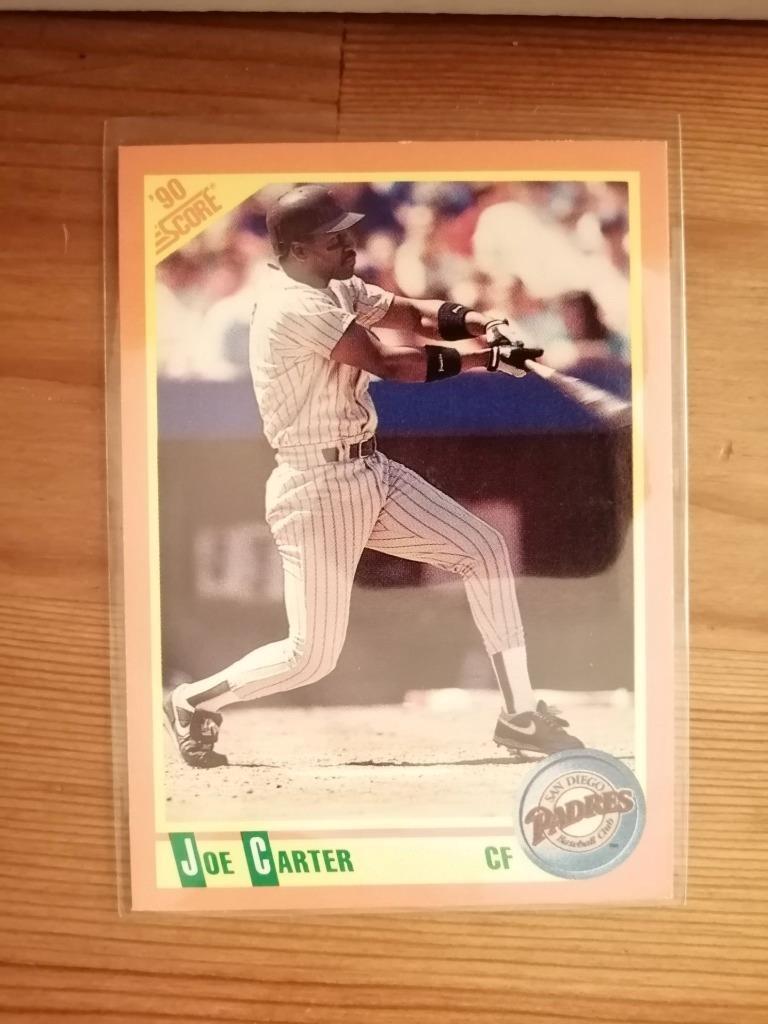 '90
SCORE®
SAN DIEGO
PADRES
Baseball Club
JOE CARTER
CF